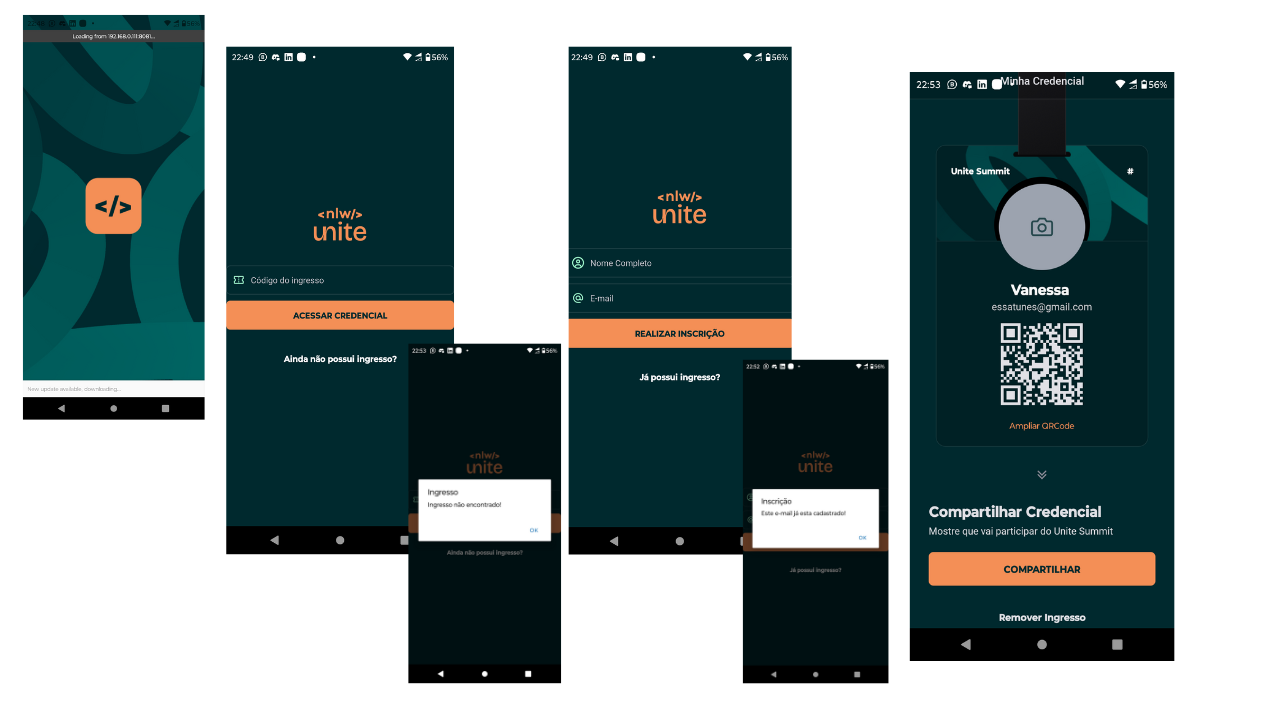 Loading from 192.168.0.111:8081...
</>
New update available, downloading...
22:49
56%
<nlw/>
unite
Código do ingresso
ACESSAR CREDENCIAL
Ainda não possui ingresso?
22:53
56%
<nlw/>
unite
Ingresso
Ingresso não encontrado!
OK
Ainda não possui ingresso?
22:49
56%
<nlw/>
unite
Nome Completo
E-mail
REALIZAR INSCRIÇÃO
Já possui ingresso?
22:52
56%
<nlw/>
unite
Inscrição
Este e-mail já esta cadastrado!
OK
Já possui ingresso?
22:53
Minha Credencial
56%
Unite Summit
#
Vanessa
essatunes@gmail.com
Ampliar QRCode
Compartilhar Credencial
Mostre que vai participar do Unite Summit
COMPARTILHAR
Remover Ingresso